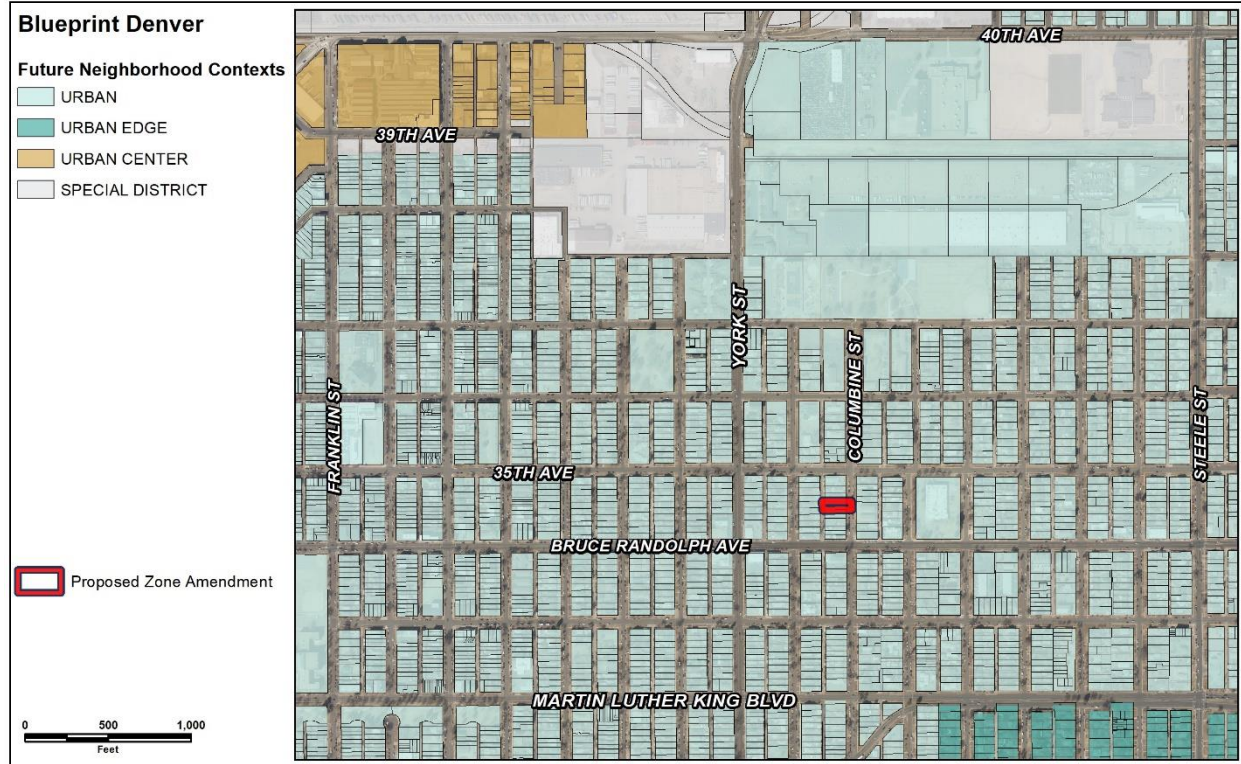 Blueprint Denver
Future Neighborhood Contexts
URBAN
URBAN EDGE
URBAN CENTER
SPECIAL DISTRICT
Proposed Zone Amendment
0 500 1,000
Feet
40TH AVE
39TH AVE
YORK ST
COLUMBINE ST
FRANKLIN ST
STEELE ST
35TH AVE
BRUCE RANDOLPH AVE
MARTIN LUTHER KING BLVD